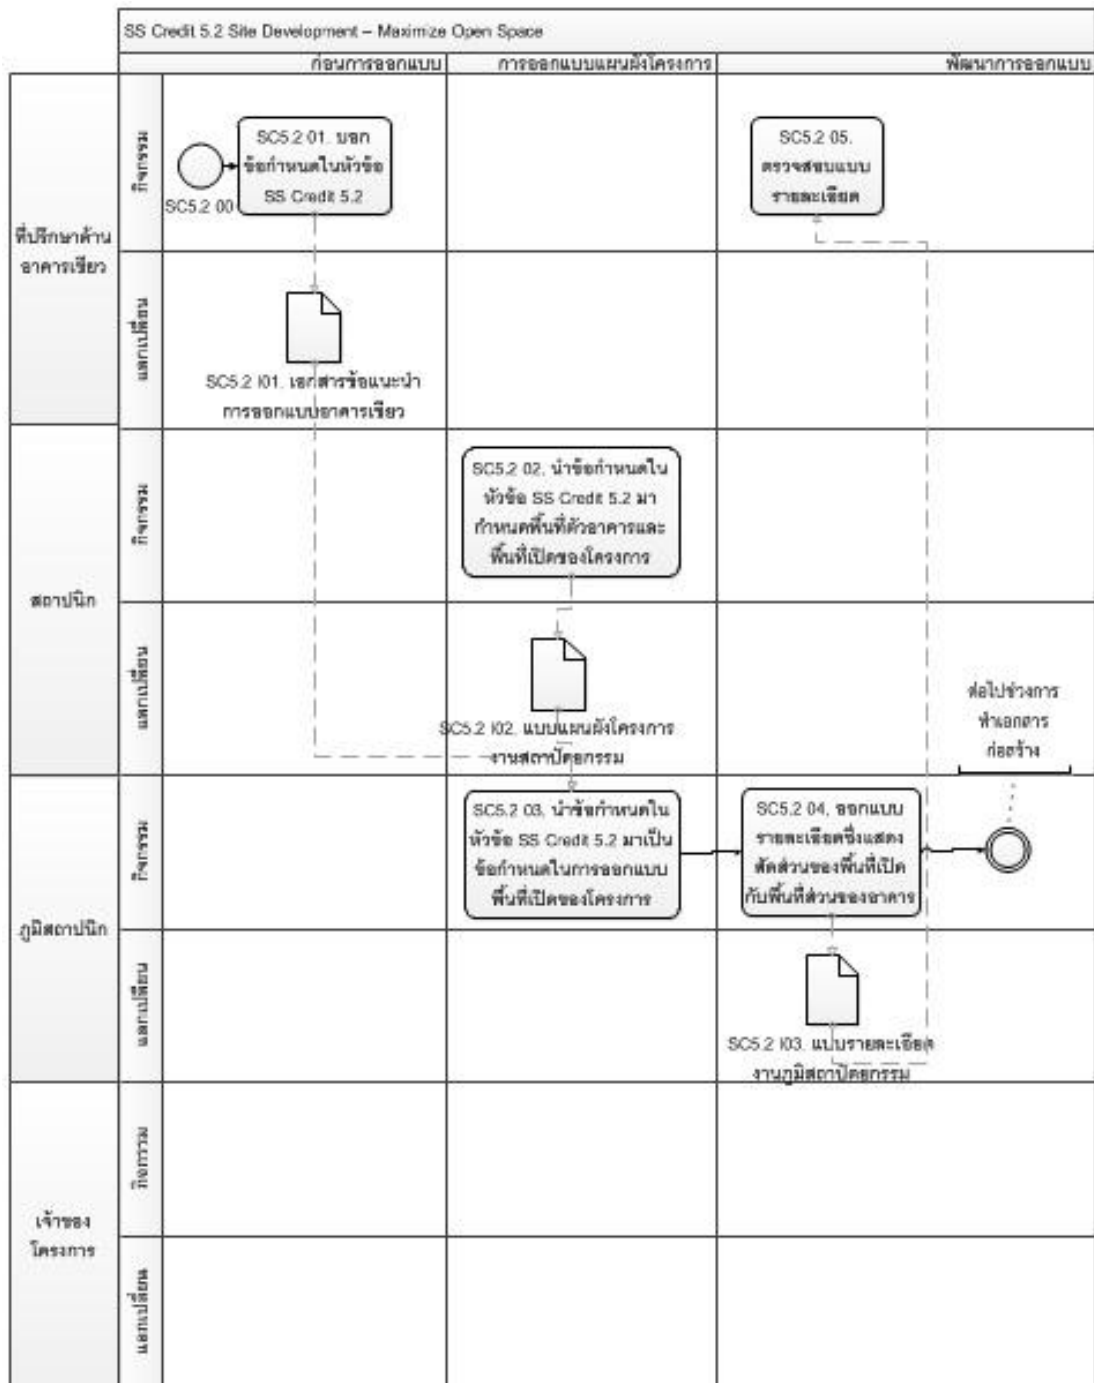 SS Credit 5.2 Site Development – Maximize Open Space
ก่อนการออกแบบ
การออกแบบแผนผังโครงการ
พัฒนาการออกแบบ
ที่ปรึกษาด้าน
อาคารเขียว
กิจกรรม
SC5.2 00
SC5.2 01. บอก
ข้อกำหนดในหัวข้อ
SS Credit 5.2
SC5.2 05.
ตรวจสอบแบบ
รายละเอียด
แลกเปลี่ยน
SC5.2 I01. เอกสารข้อแนะนำ
การออกแบบอาคารเขียว
สถาปนิก
กิจกรรม
SC5.2 02. นำข้อกำหนดใน
หัวข้อ SS Credit 5.2 มา
กำหนดพื้นที่ตัวอาคารและ
พื้นที่เปิดของโครงการ
แลกเปลี่ยน
SC5.2 I02. แบบแผนผังโครงการ
งานสถาปัตยกรรม
ต่อไปช่วงการ
ทำเอกสาร
ก่อสร้าง
ภูมิสถาปนิก
กิจกรรม
SC5.2 03. นำข้อกำหนดใน
หัวข้อ SS Credit 5.2 มาเป็น
ข้อกำหนดในการออกแบบ
พื้นที่เปิดของโครงการ
SC5.2 04. ออกแบบ
รายละเอียดซึ่งแสดง
สัดส่วนของพื้นที่เปิด
กับพื้นที่ส่วนของอาคาร
แลกเปลี่ยน
SC5.2 I03. แบบรายละเอียด
งานภูมิสถาปัตยกรรม
เจ้าของ
โครงการ
กิจกรรม
แลกเปลี่ยน